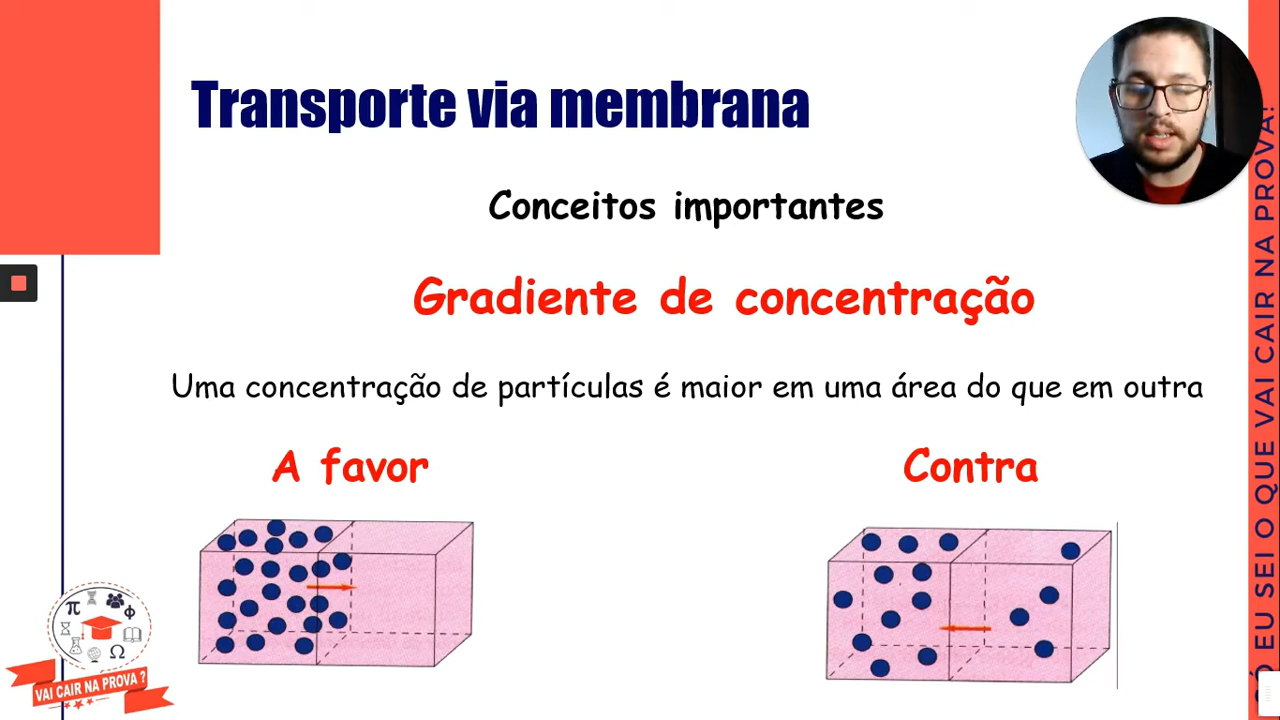 Transporte via membrana
Conceitos importantes
Gradiente de concentração
Uma concentração de partículas é maior em uma área do que em outra
A favor
Contra
VAI CAIR NA PROVA ?
EU SEI O QUE VAI CAIR NA PROVA!